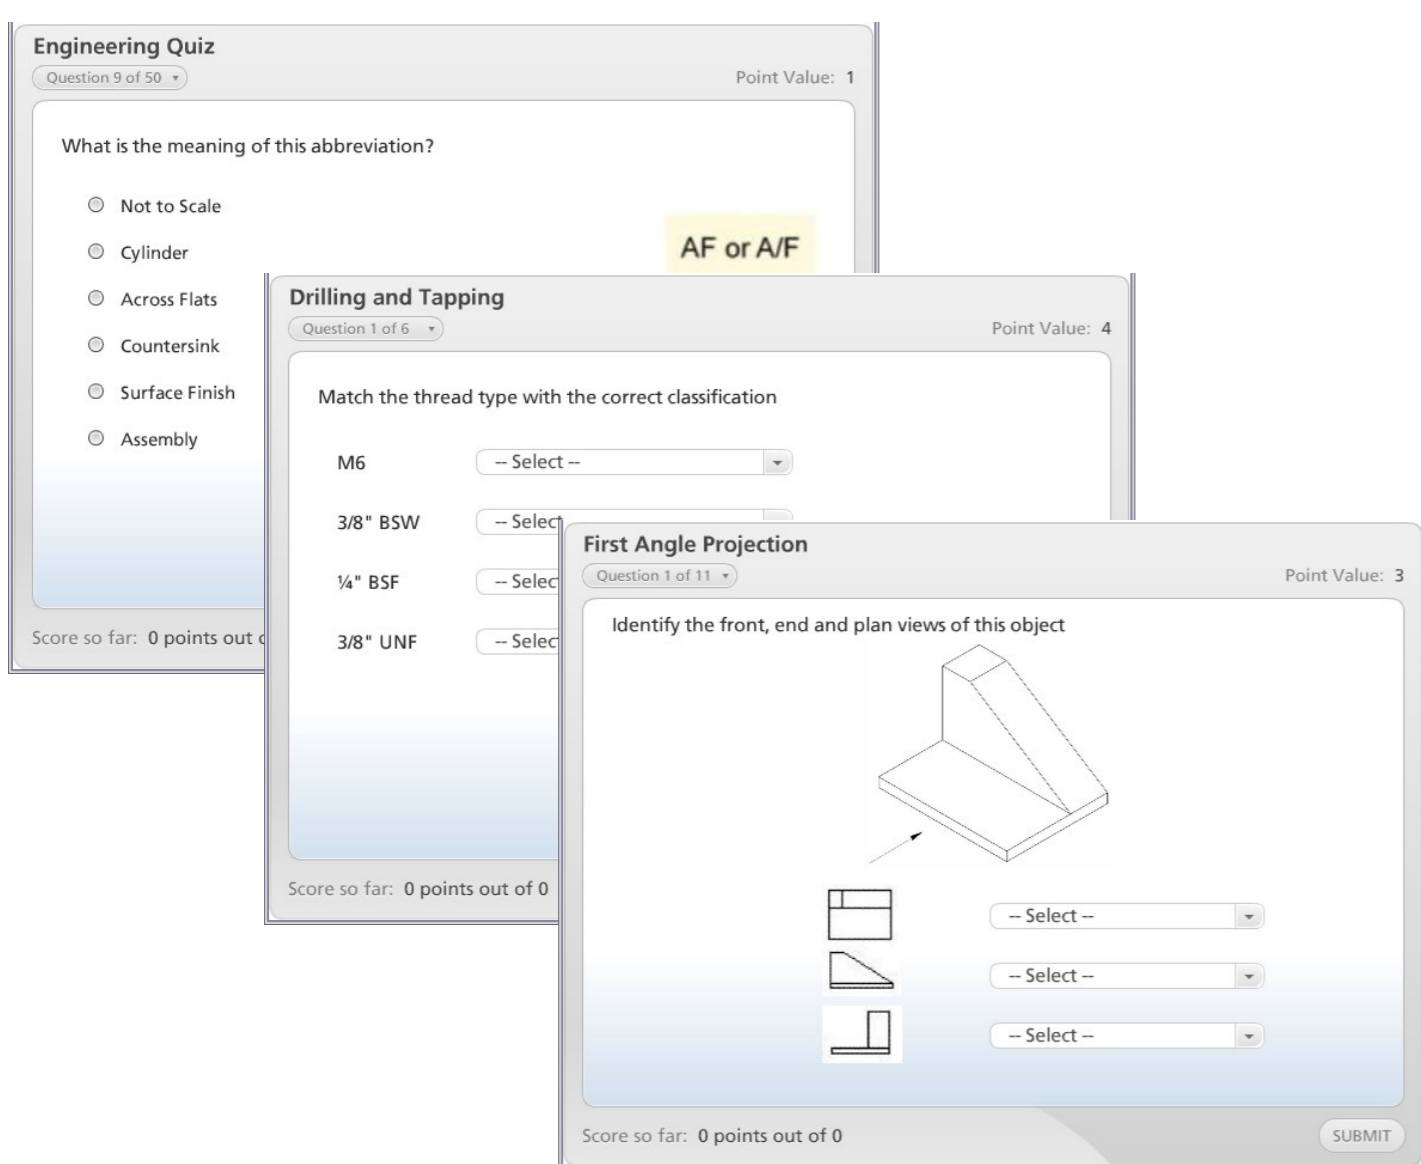 Engineering Quiz
Question 9 of 50
Point Value: 1
What is the meaning of this abbreviation?
Not to Scale
Cylinder
Across Flats
Countersink
Surface Finish
Assembly
AF or A/F
Score so far: 0 points out
Drilling and Tapping
Question 1 of 6
Point Value: 4
Match the thread type with the correct classification
M6 -- Select --
3/8" BSW -- Select
¼" BSF -- Selec
3/8" UNF -- Selec
Score so far: 0 points out of 0
First Angle Projection
Question 1 of 11
Point Value: 3
Identify the front, end and plan views of this object
-- Select --
-- Select --
-- Select --
Score so far: 0 points out of 0
SUBMIT